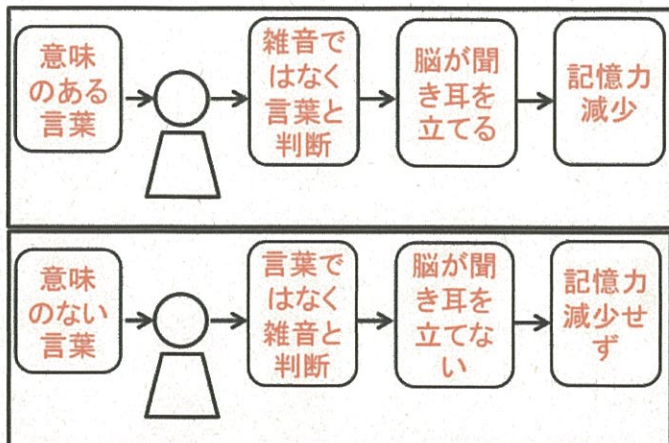 意味
のある
言葉
雑音で
はなく
言葉と
判断
脳が聞
き耳を
立てる
記憶力
減少
意味
のない
言葉
言葉で
はなく
雑音と
判断
脳が聞
き耳を
立てな
い
記憶力
減少せ
ず